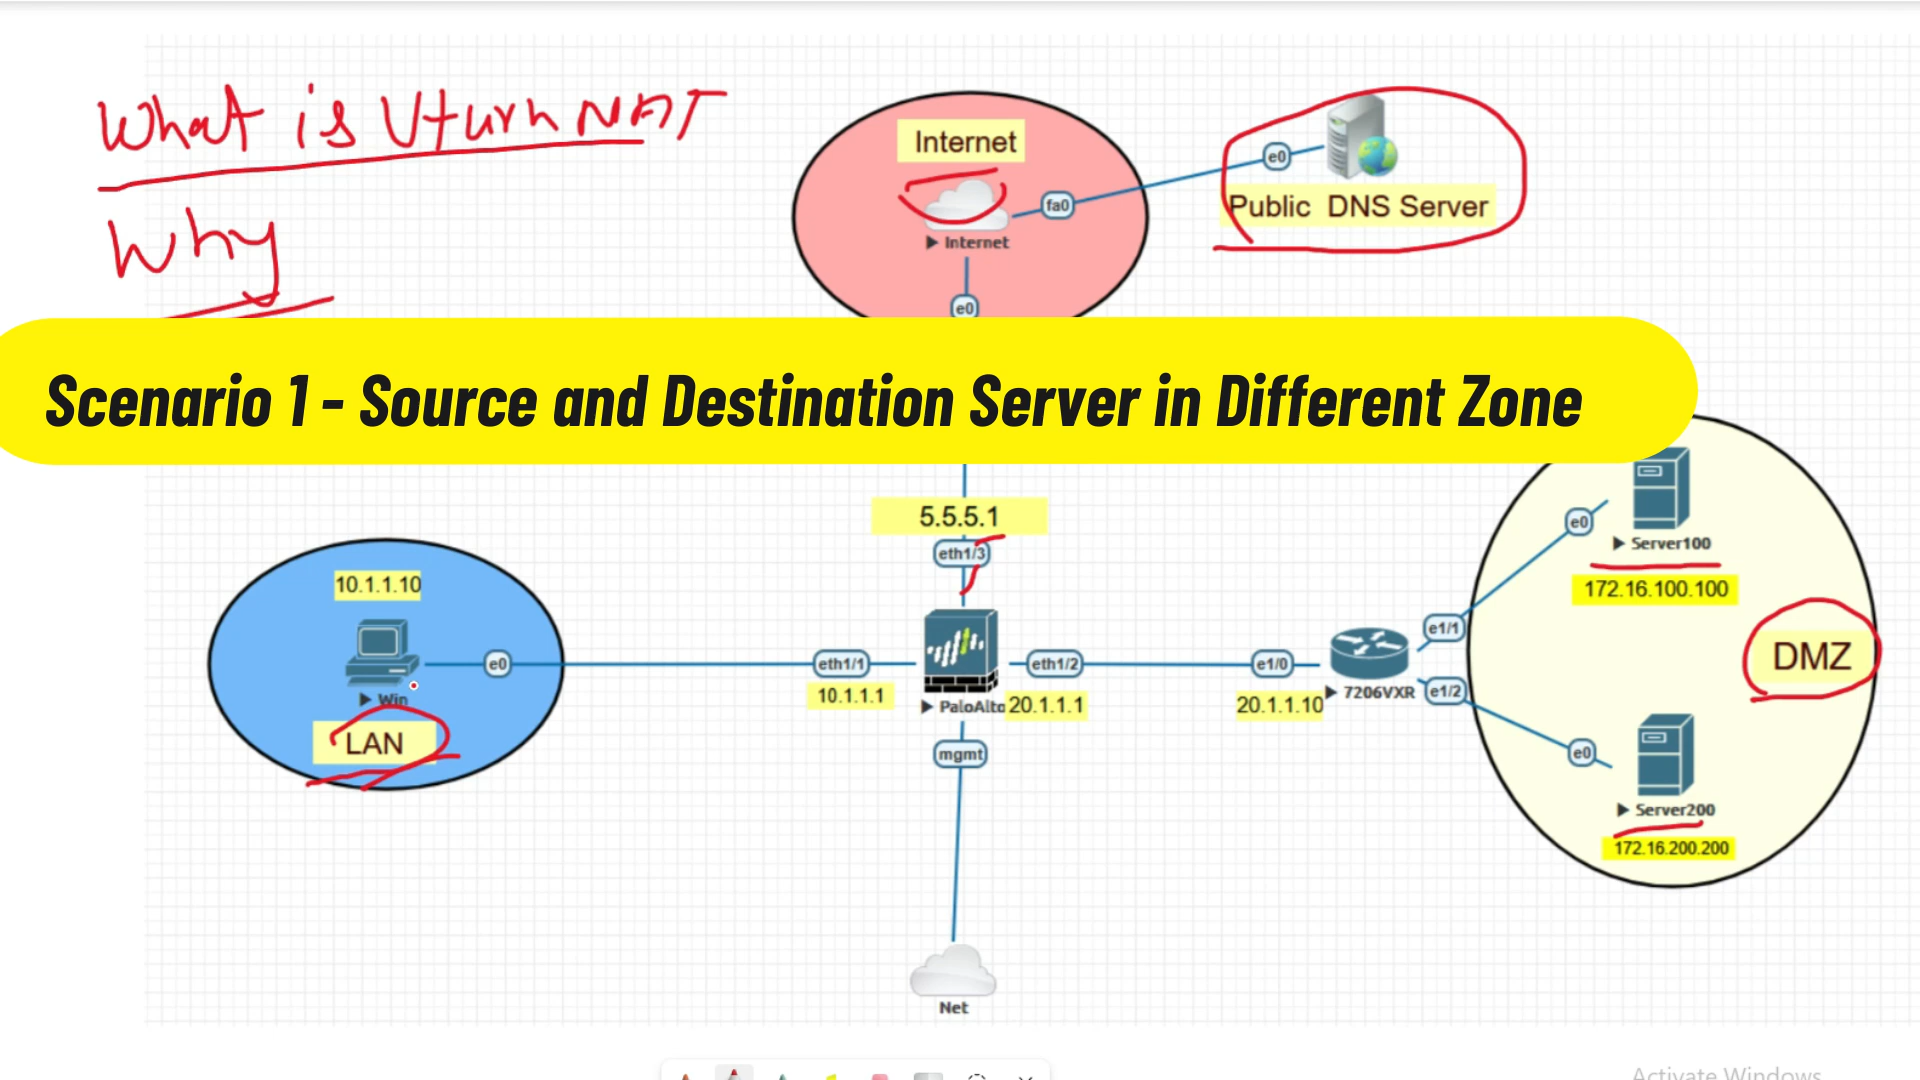 What is Uturn NAT
Why
Internet
Internet
fa0
e0
Public DNS Server
e0
Scenario 1 - Source and Destination Server in Different Zone
5.5.5.1
eth1/3
10.1.1.10
Win
LAN
e0
eth1/1
10.1.1.1
PaloAlto
eth1/2
20.1.1.1
mgmt
Net
e1/0
20.1.1.10
7206VXR
e1/1
e1/2
e0
Server100
172.16.100.100
DMZ
e0
Server200
172.16.200.200
Activate Windows